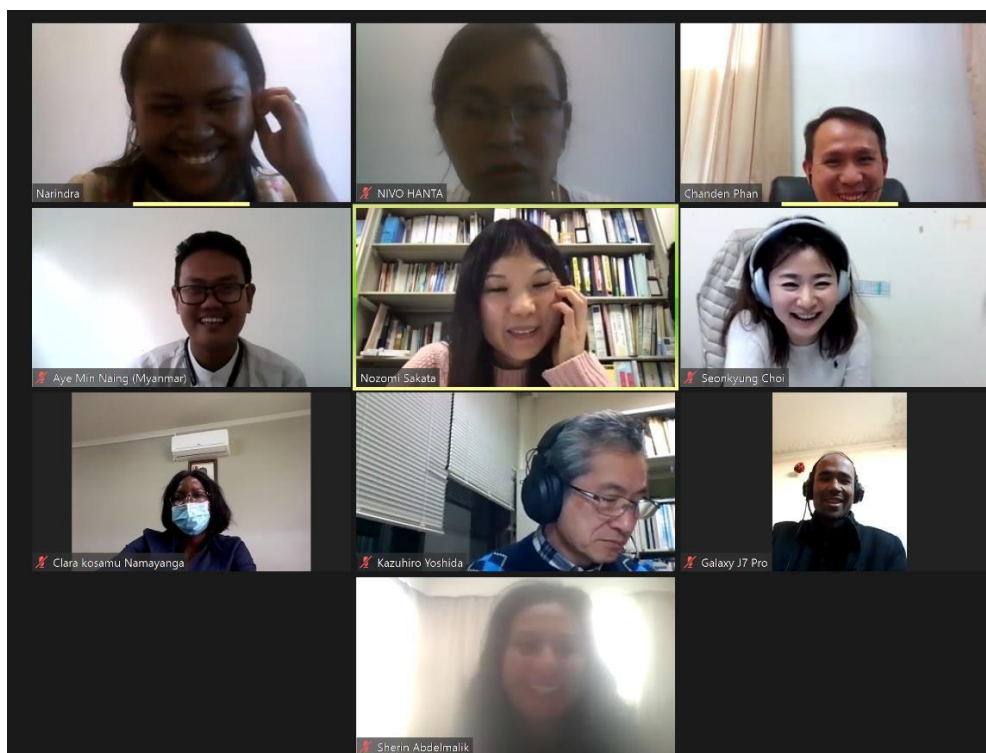 Narindra
NIVO HANTA
Chanden Phan
Aye Min Naing (Myanmar)
Nozomi Sakata
Seonkyung Choi
Clara kosamu Namayanga
Kazuhiro Yoshida
Galaxy J7 Pro
Sherin Abdelmalik